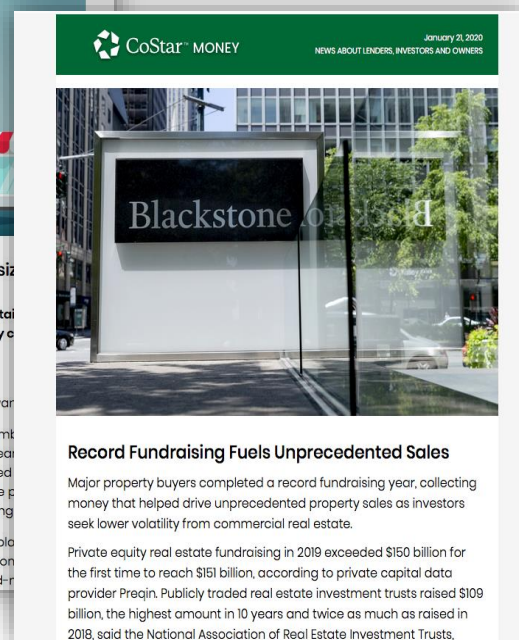 CoStar™ MONEY
January 21, 2020
NEWS ABOUT LENDERS, INVESTORS AND OWNERS
Blackstone
Record Fundraising Fuels Unprecedented Sales
Major property buyers completed a record fundraising year, collecting
money that helped drive unprecedented property sales as investors
seek lower volatility from commercial real estate.
Private equity real estate fundraising in 2019 exceeded $150 billion for
the first time to reach $151 billion, according to private capital data
provider Preqin. Publicly traded real estate investment trusts raised $109
billion, the highest amount in 10 years and twice as much as raised in
2018, said the National Association of Real Estate Investment Trusts,